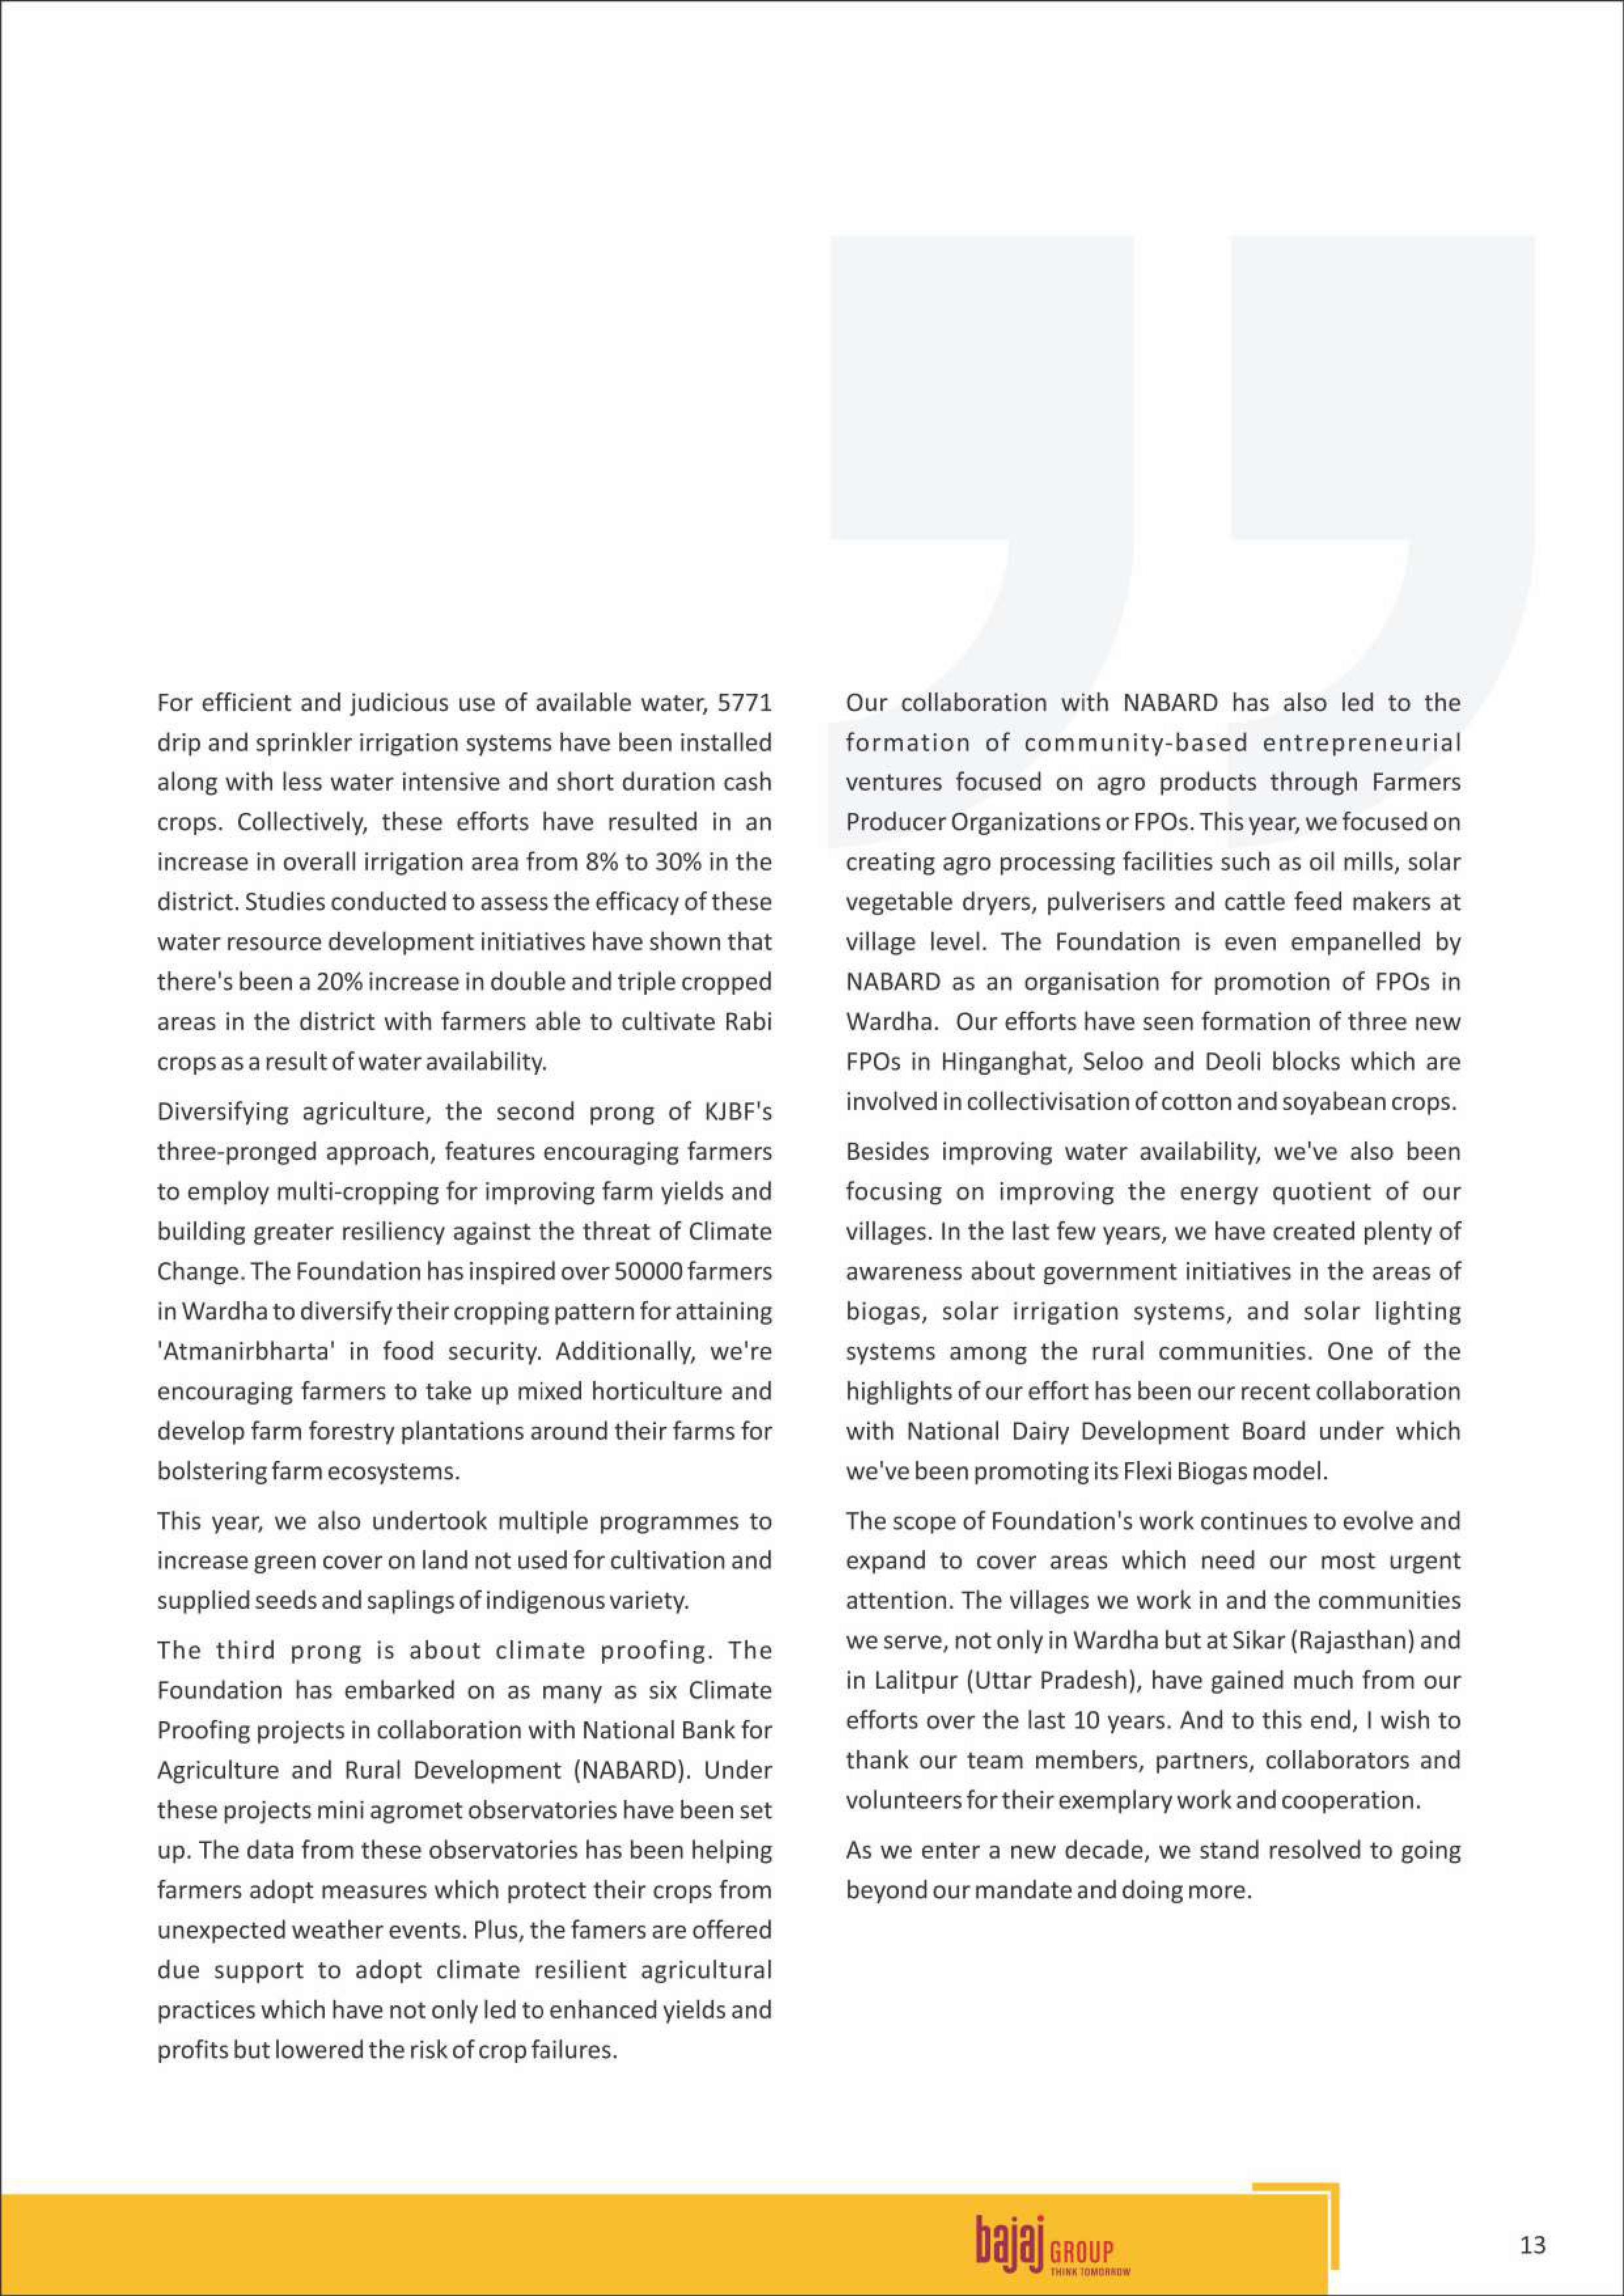 For efficient and judicious use of available water, 5771
drip and sprinkler irrigation systems have been installed
along with less water intensive and short duration cash
crops. Collectively, these efforts have resulted in an
increase in overall irrigation area from 8% to 30% in the
district. Studies conducted to assess the efficacy of these
water resource development initiatives have shown that
there's been a 20% increase in double and triple cropped
areas in the district with farmers able to cultivate Rabi
crops as a result of water availability.
Diversifying agriculture, the second prong of KJBF's
three-pronged approach, features encouraging farmers
to employ multi-cropping for improving farm yields and
building greater resiliency against the threat of Climate
Change. The Foundation has inspired over 50000 farmers
in Wardha to diversify their cropping pattern for attaining
'Atmanirbharta' in food security. Additionally, we're
encouraging farmers to take up mixed horticulture and
develop farm forestry plantations around their farms for
bolstering farm ecosystems.
This year, we also undertook multiple programmes to
increase green cover on land not used for cultivation and
supplied seeds and saplings of indigenous variety.
The third prong is about climate proofing. The
Foundation has embarked on as many as six Climate
Proofing projects in collaboration with National Bank for
Agriculture and Rural Development (NABARD). Under
these projects mini agromet observatories have been set
up. The data from these observatories has been helping
farmers adopt measures which protect their crops from
unexpected weather events. Plus, the famers are offered
due support to adopt climate resilient agricultural
practices which have not only led to enhanced yields and
profits but lowered the risk of crop failures.
Our collaboration with NABARD has also led to the
formation of community-based entrepreneurial
ventures focused on agro products through Farmers
Producer Organizations or FPOs. This year, we focused on
creating agro processing facilities such as oil mills, solar
vegetable dryers, pulverisers and cattle feed makers at
village level. The Foundation is even empanelled by
NABARD as an organisation for promotion of FPOs in
Wardha. Our efforts have seen formation of three new
FPOs in Hinganghat, Seloo and Deoli blocks which are
involved in collectivisation of cotton and soyabean crops.
Besides improving water availability, we've also been
focusing on improving the energy quotient of our
villages. In the last few years, we have created plenty of
awareness about government initiatives in the areas of
biogas, solar irrigation systems, and solar lighting
systems among the rural communities. One of the
highlights of our effort has been our recent collaboration
with National Dairy Development Board under which
we've been promoting its Flexi Biogas model.
The scope of Foundation's work continues to evolve and
expand to cover areas which need our most urgent
attention. The villages we work in and the communities
we serve, not only in Wardha but at Sikar (Rajasthan) and
in Lalitpur (Uttar Pradesh), have gained much from our
efforts over the last 10 years. And to this end, I wish to
thank our team members, partners, collaborators and
volunteers for their exemplary work and cooperation.
As we enter a new decade, we stand resolved to going
beyond our mandate and doing more.
bajaj GROUP
THINK TOMORROW
13